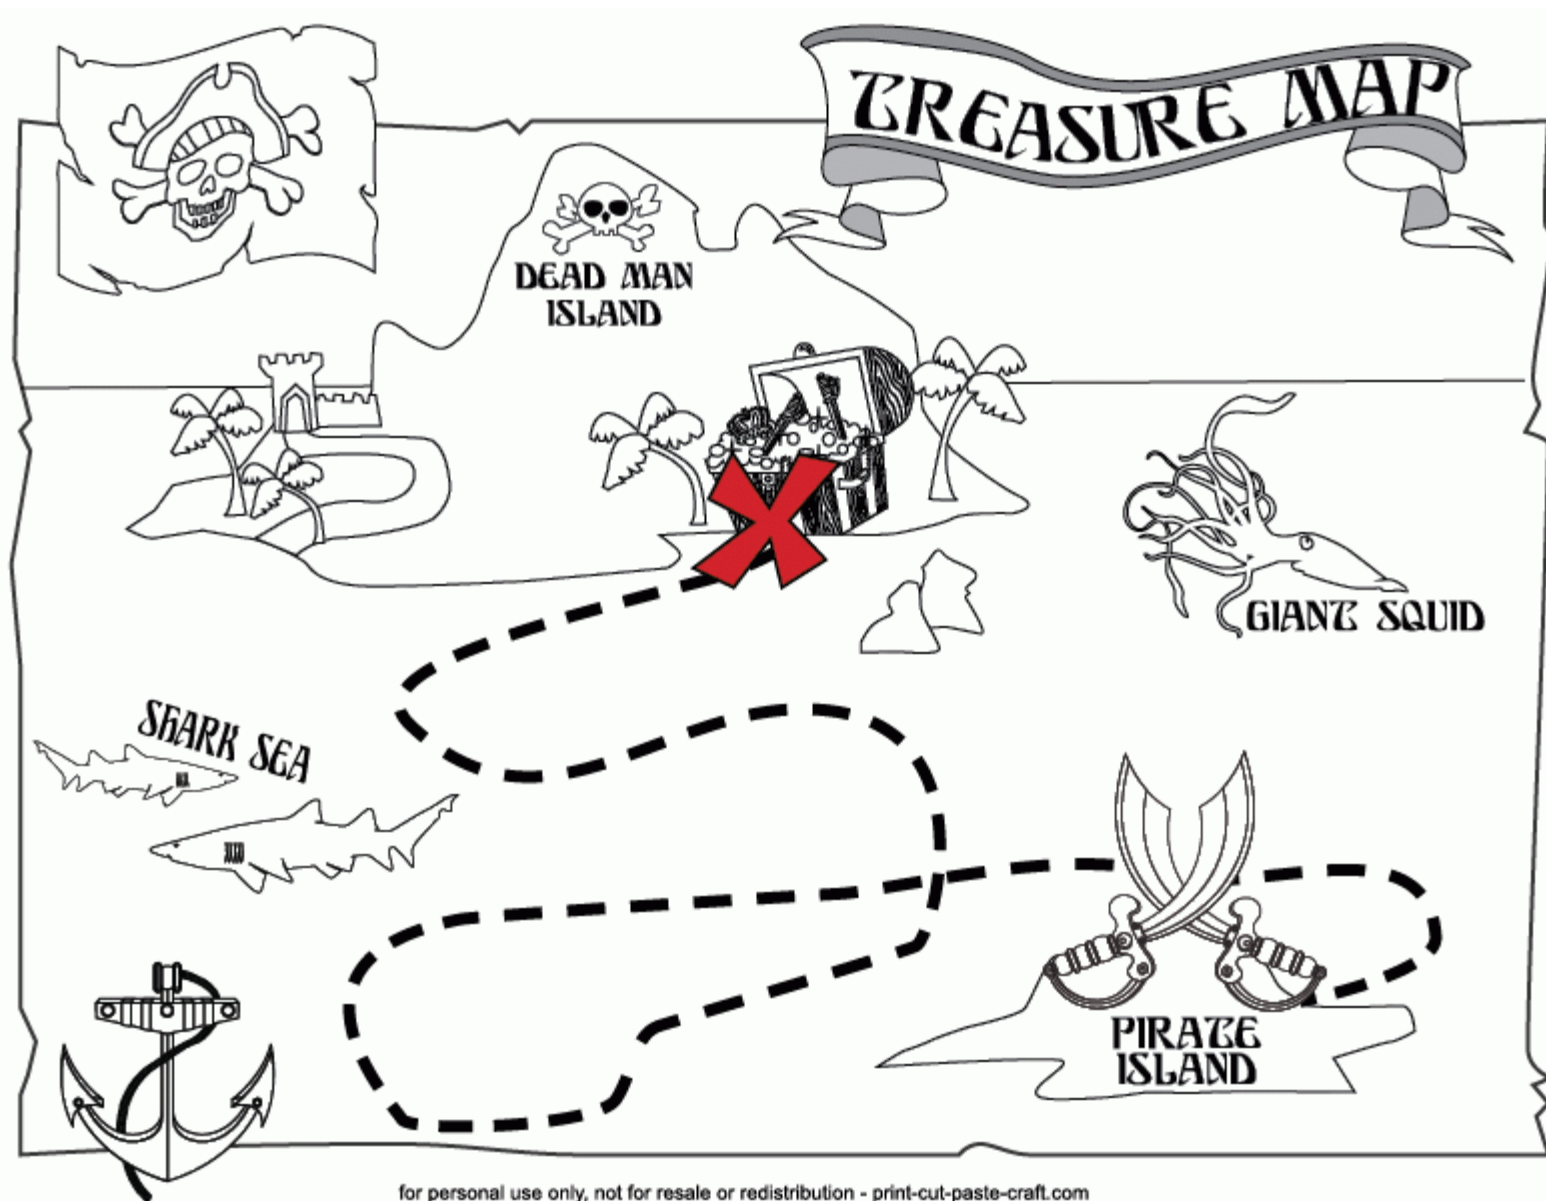 TREASURE MAP
DEAD MAN
ISLAND
GIANT SQUID
SHARK SEA
PIRATE
ISLAND
for personal use only, not for resale or redistribution - print-cut-paste-craft.com